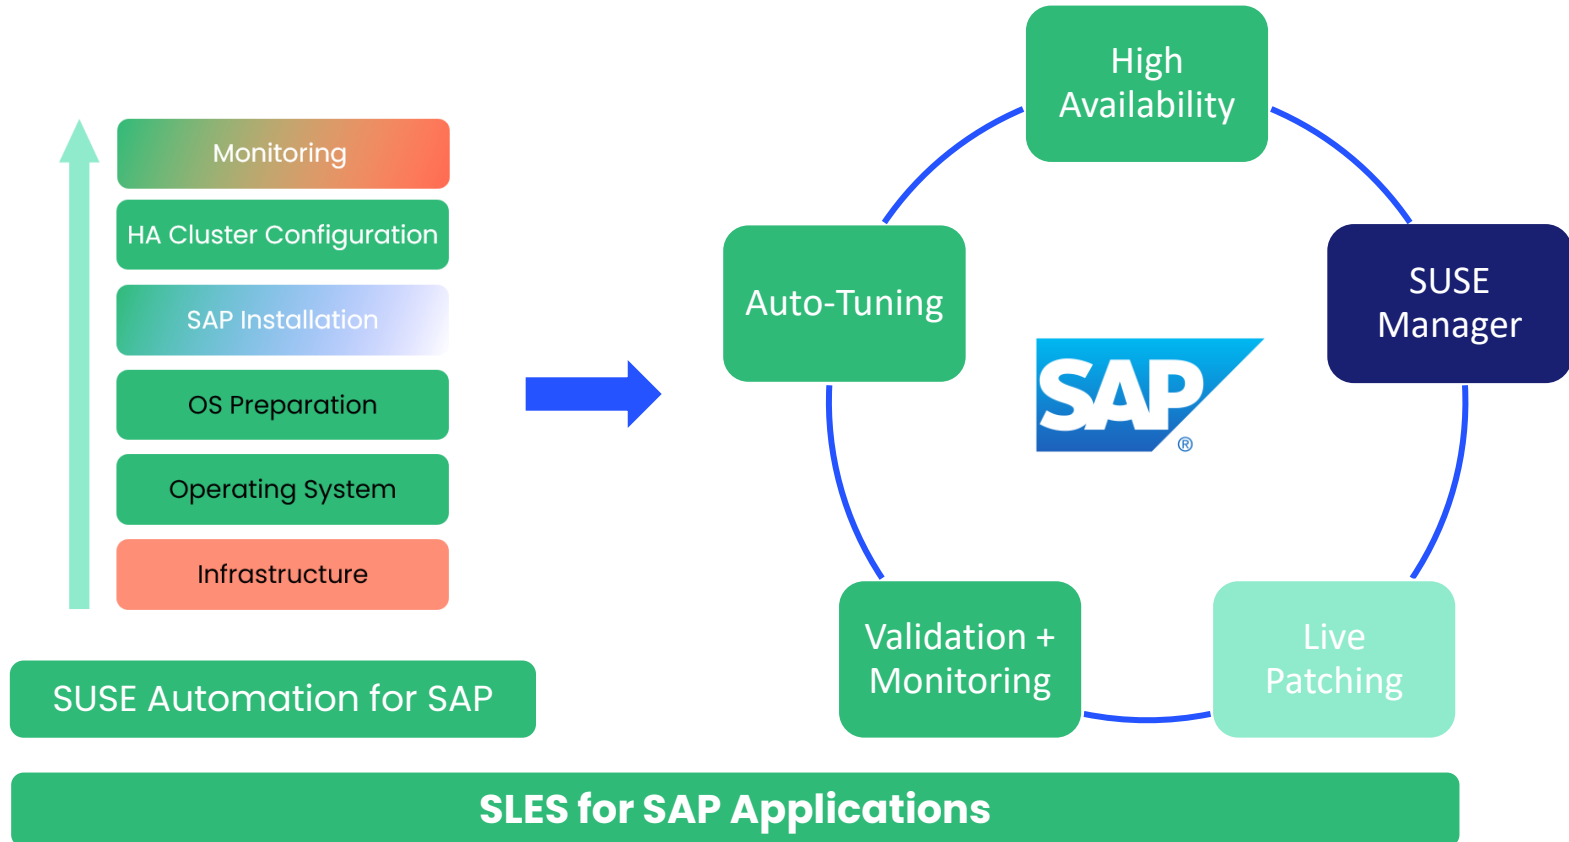 Monitoring
HA Cluster Configuration
SAP Installation
OS Preparation
Operating System
Infrastructure
SUSE Automation for SAP
High
Availability
SUSE
Manager
Live
Patching
Validation +
Monitoring
Auto-Tuning
SAP
®
SLES for SAP Applications